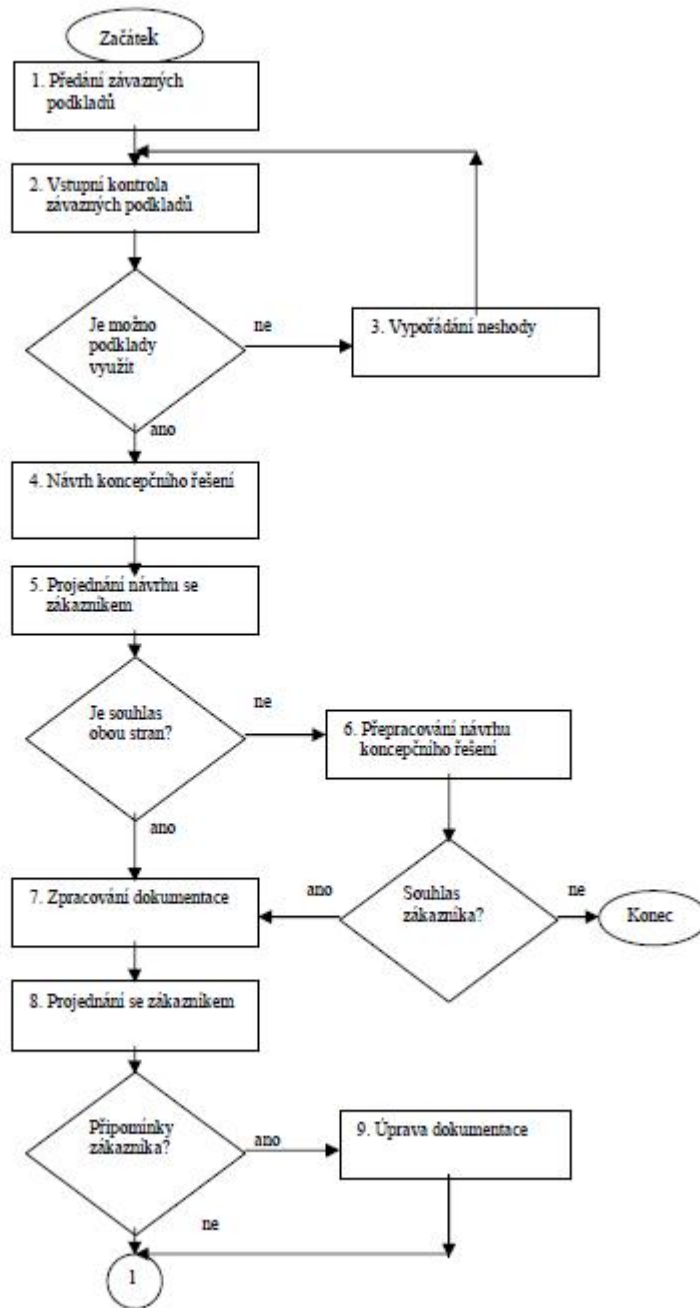 Začátek
1. Předání závazných
podkladů
2. Vstupní kontrola
závazných podkladů
Je možno
podklady
využít
ne
3. Vypořádání neshody
ano
4. Návrh koncepčního řešení
5. Projednání návrhu se
zákazníkem
Je souhlas
obou stran?
ne
6. Přepracování návrhu
koncepčního řešení
ano
7. Zpracování dokumentace
ano
Souhlas
zákazníka?
ne
Konec
8. Projednání se zákazníkem
Připomínky
zákazníka?
ano
9. Úprava dokumentace
ne
1